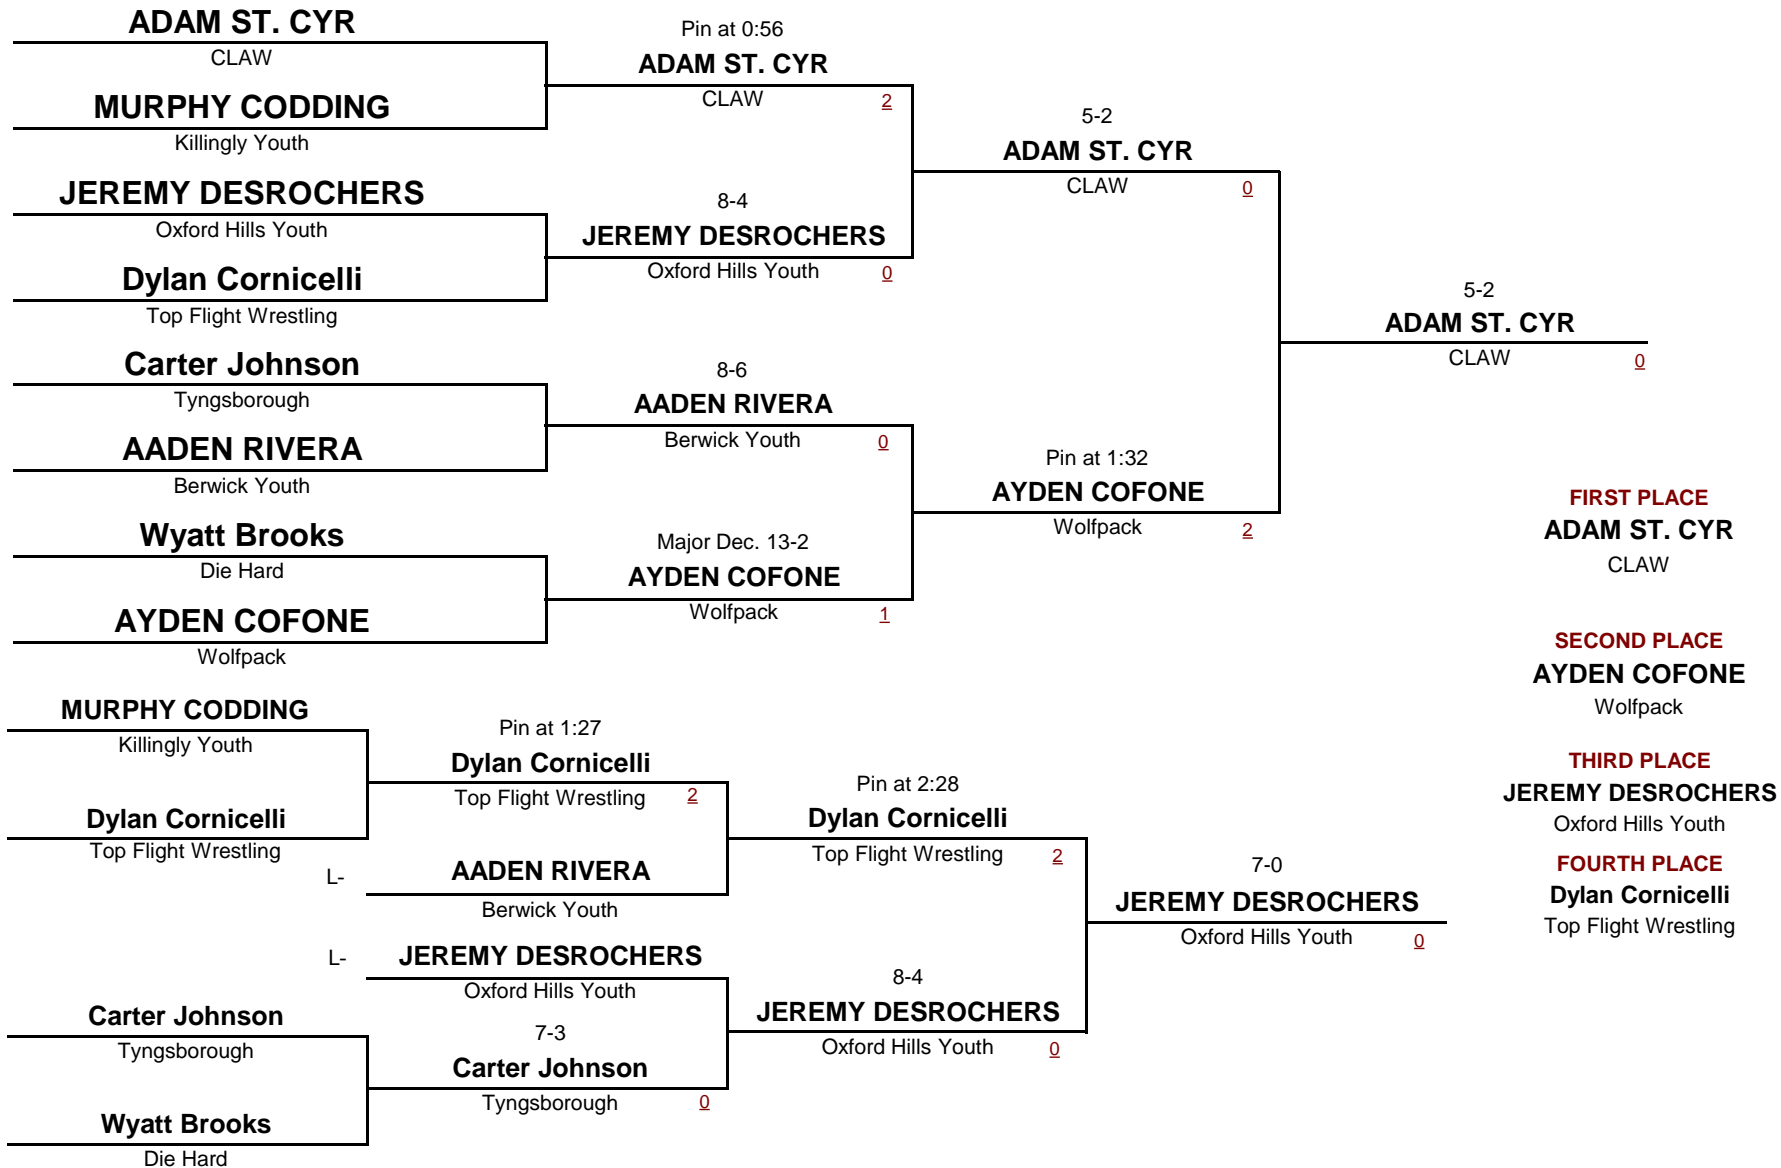 ADAM ST. CYR
CLAW
MURPHY CODDING
Killingly Youth
JEREMY DESROCHERS
Oxford Hills Youth
Dylan Cornicelli
Top Flight Wrestling
Carter Johnson
Tyngsborough
AADEN RIVERA
Berwick Youth
Wyatt Brooks
Die Hard
AYDEN COFONE
Wolfpack
Pin at 0:56
ADAM ST. CYR
CLAW 2
8-4
JEREMY DESROCHERS
Oxford Hills Youth 0
8-6
AADEN RIVERA
Berwick Youth 0
Major Dec. 13-2
AYDEN COFONE
Wolfpack 1
5-2
ADAM ST. CYR
CLAW 0
Pin at 1:32
AYDEN COFONE
Wolfpack 2
5-2
ADAM ST. CYR
CLAW 0
FIRST PLACE
ADAM ST. CYR
CLAW
SECOND PLACE
AYDEN COFONE
Wolfpack
THIRD PLACE
JEREMY DESROCHERS
Oxford Hills Youth
FOURTH PLACE
Dylan Cornicelli
Top Flight Wrestling
MURPHY CODDING
Killingly Youth
Dylan Cornicelli
Top Flight Wrestling
Carter Johnson
Tyngsborough
Wyatt Brooks
Die Hard
Pin at 1:27
Dylan Cornicelli
Top Flight Wrestling 2
L- AADEN RIVERA
Berwick Youth
L- JEREMY DESROCHERS
Oxford Hills Youth
7-3
Carter Johnson
Tyngsborough 0
Pin at 2:28
Dylan Cornicelli
Top Flight Wrestling 2
8-4
JEREMY DESROCHERS
Oxford Hills Youth 0
7-0
JEREMY DESROCHERS
Oxford Hills Youth 0